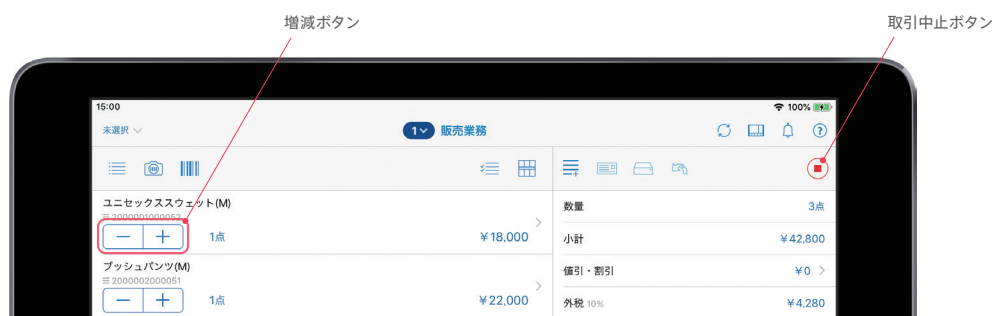 増減ボタン
取引中止ボタン
15:00
100%
未選択
1 販売業務
ユニセックススウェット(M)
2000001000052
1点
¥18,000
プッシュパンツ(M)
2000002000051
1点
¥22,000
数量 3点
小計 ¥42,800
値引・割引 ¥0
外税 10% ¥4,280